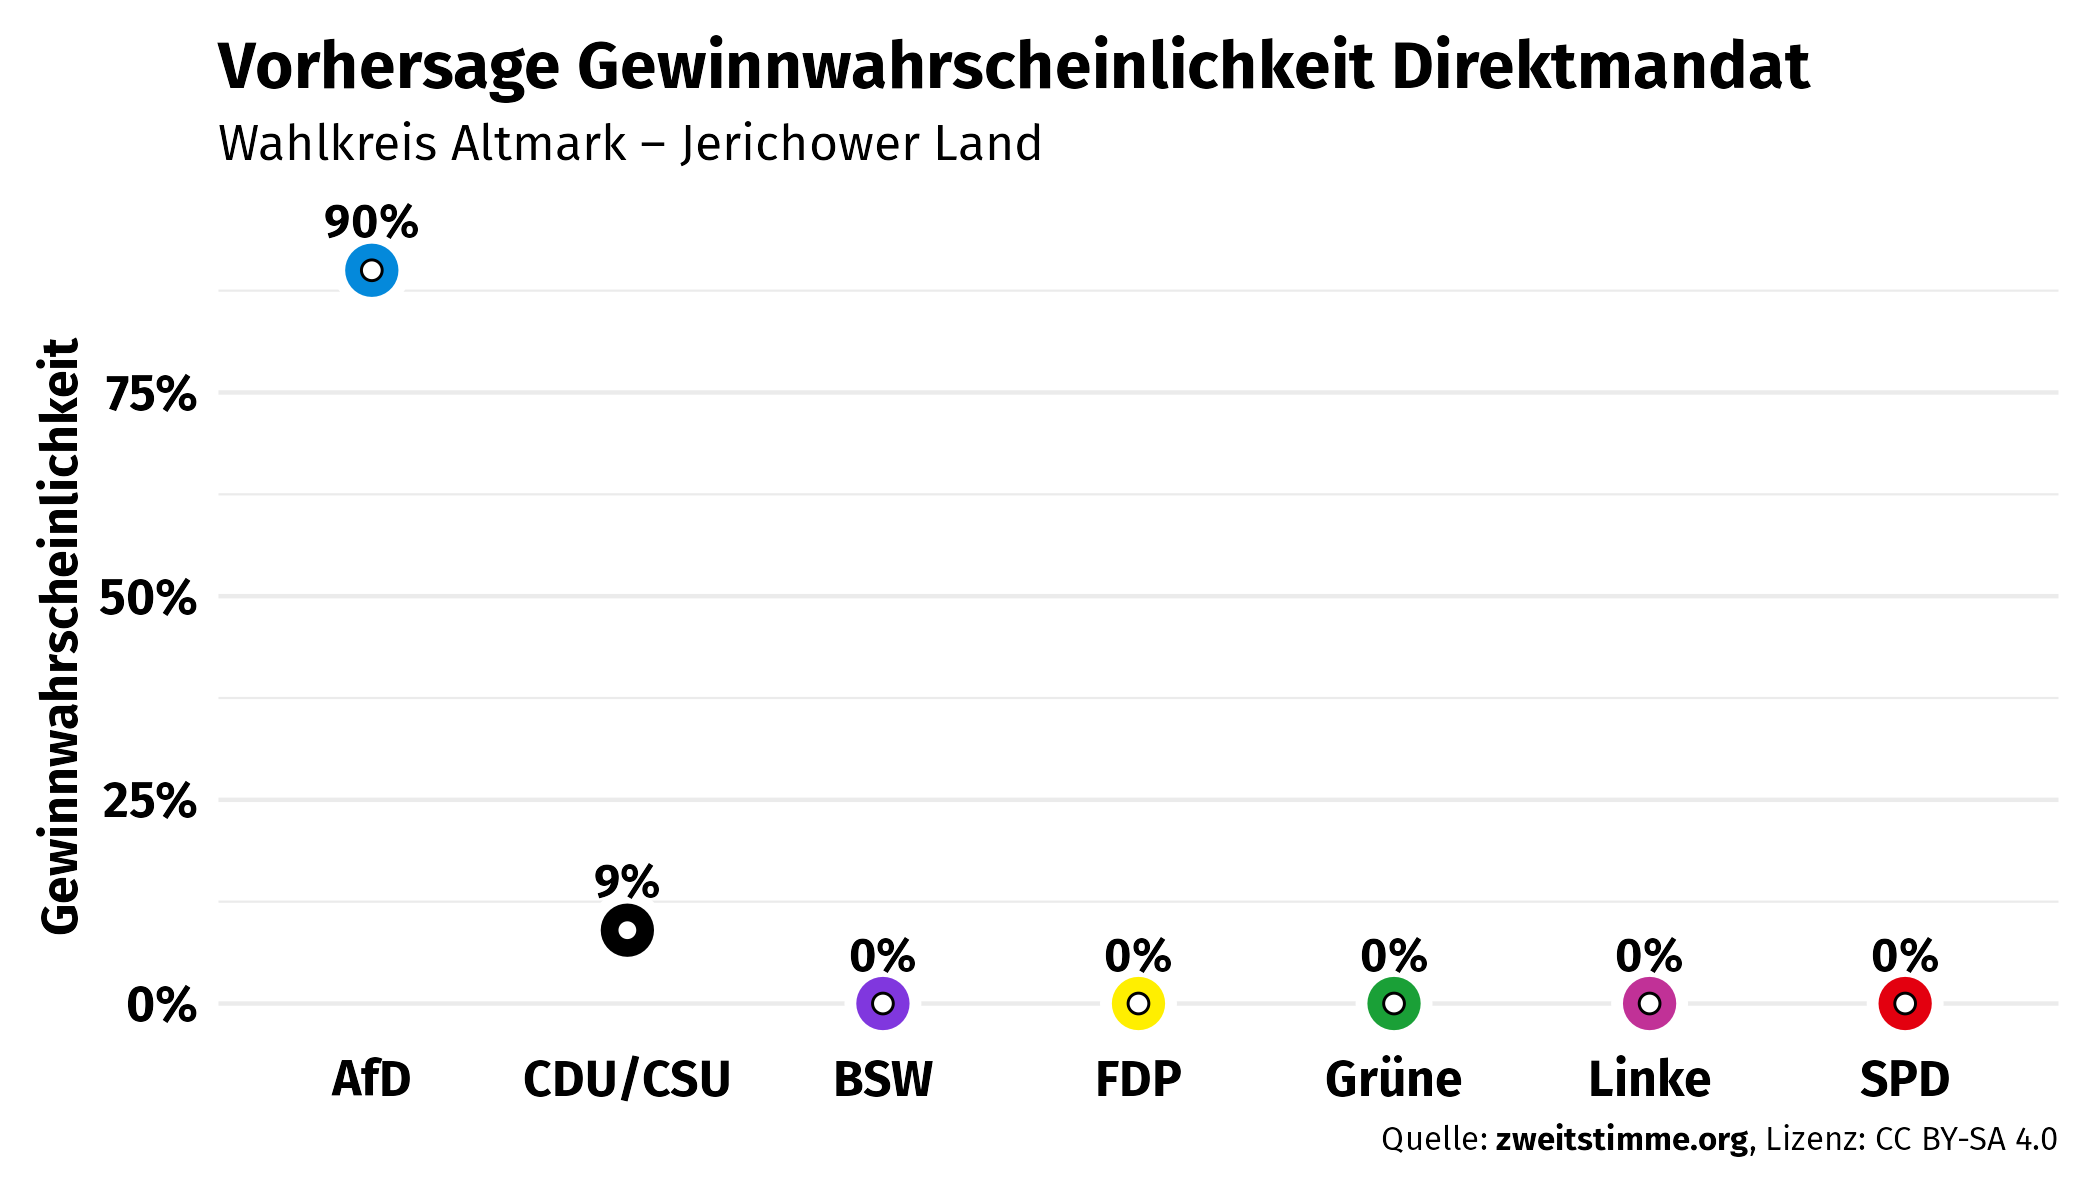 Vorhersage Gewinnwahrscheinlichkeit Direktmandat
Wahlkreis Altmark – Jerichower Land
Gewinnwahrscheinlichkeit
90%
75%
50%
25%
9%
0% 0% 0% 0% 0%
0%
AfD CDU/CSU BSW FDP Grüne Linke SPD
Quelle: zweitstimme.org, Lizenz: CC BY-SA 4.0